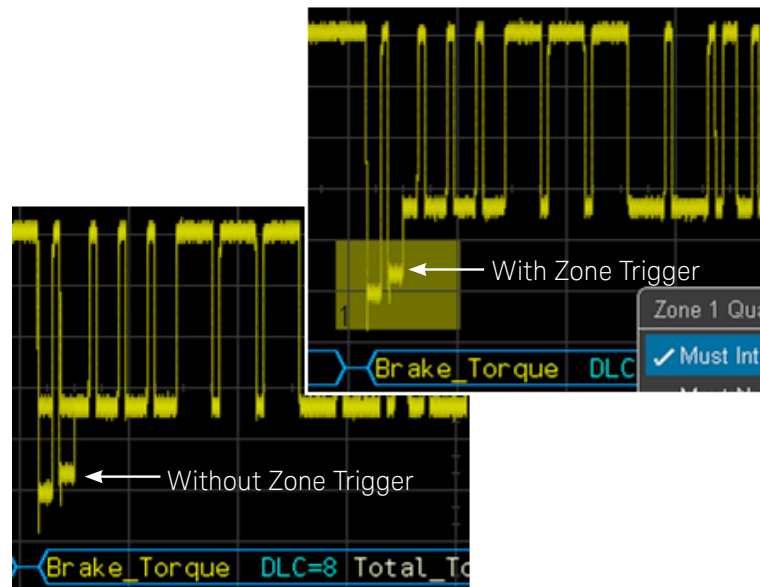 With Zone Trigger
1
Zone 1 Qua
✓ Must Int
Brake_Torque DLC
Without Zone Trigger
Brake_Torque DLC=8 Total_To